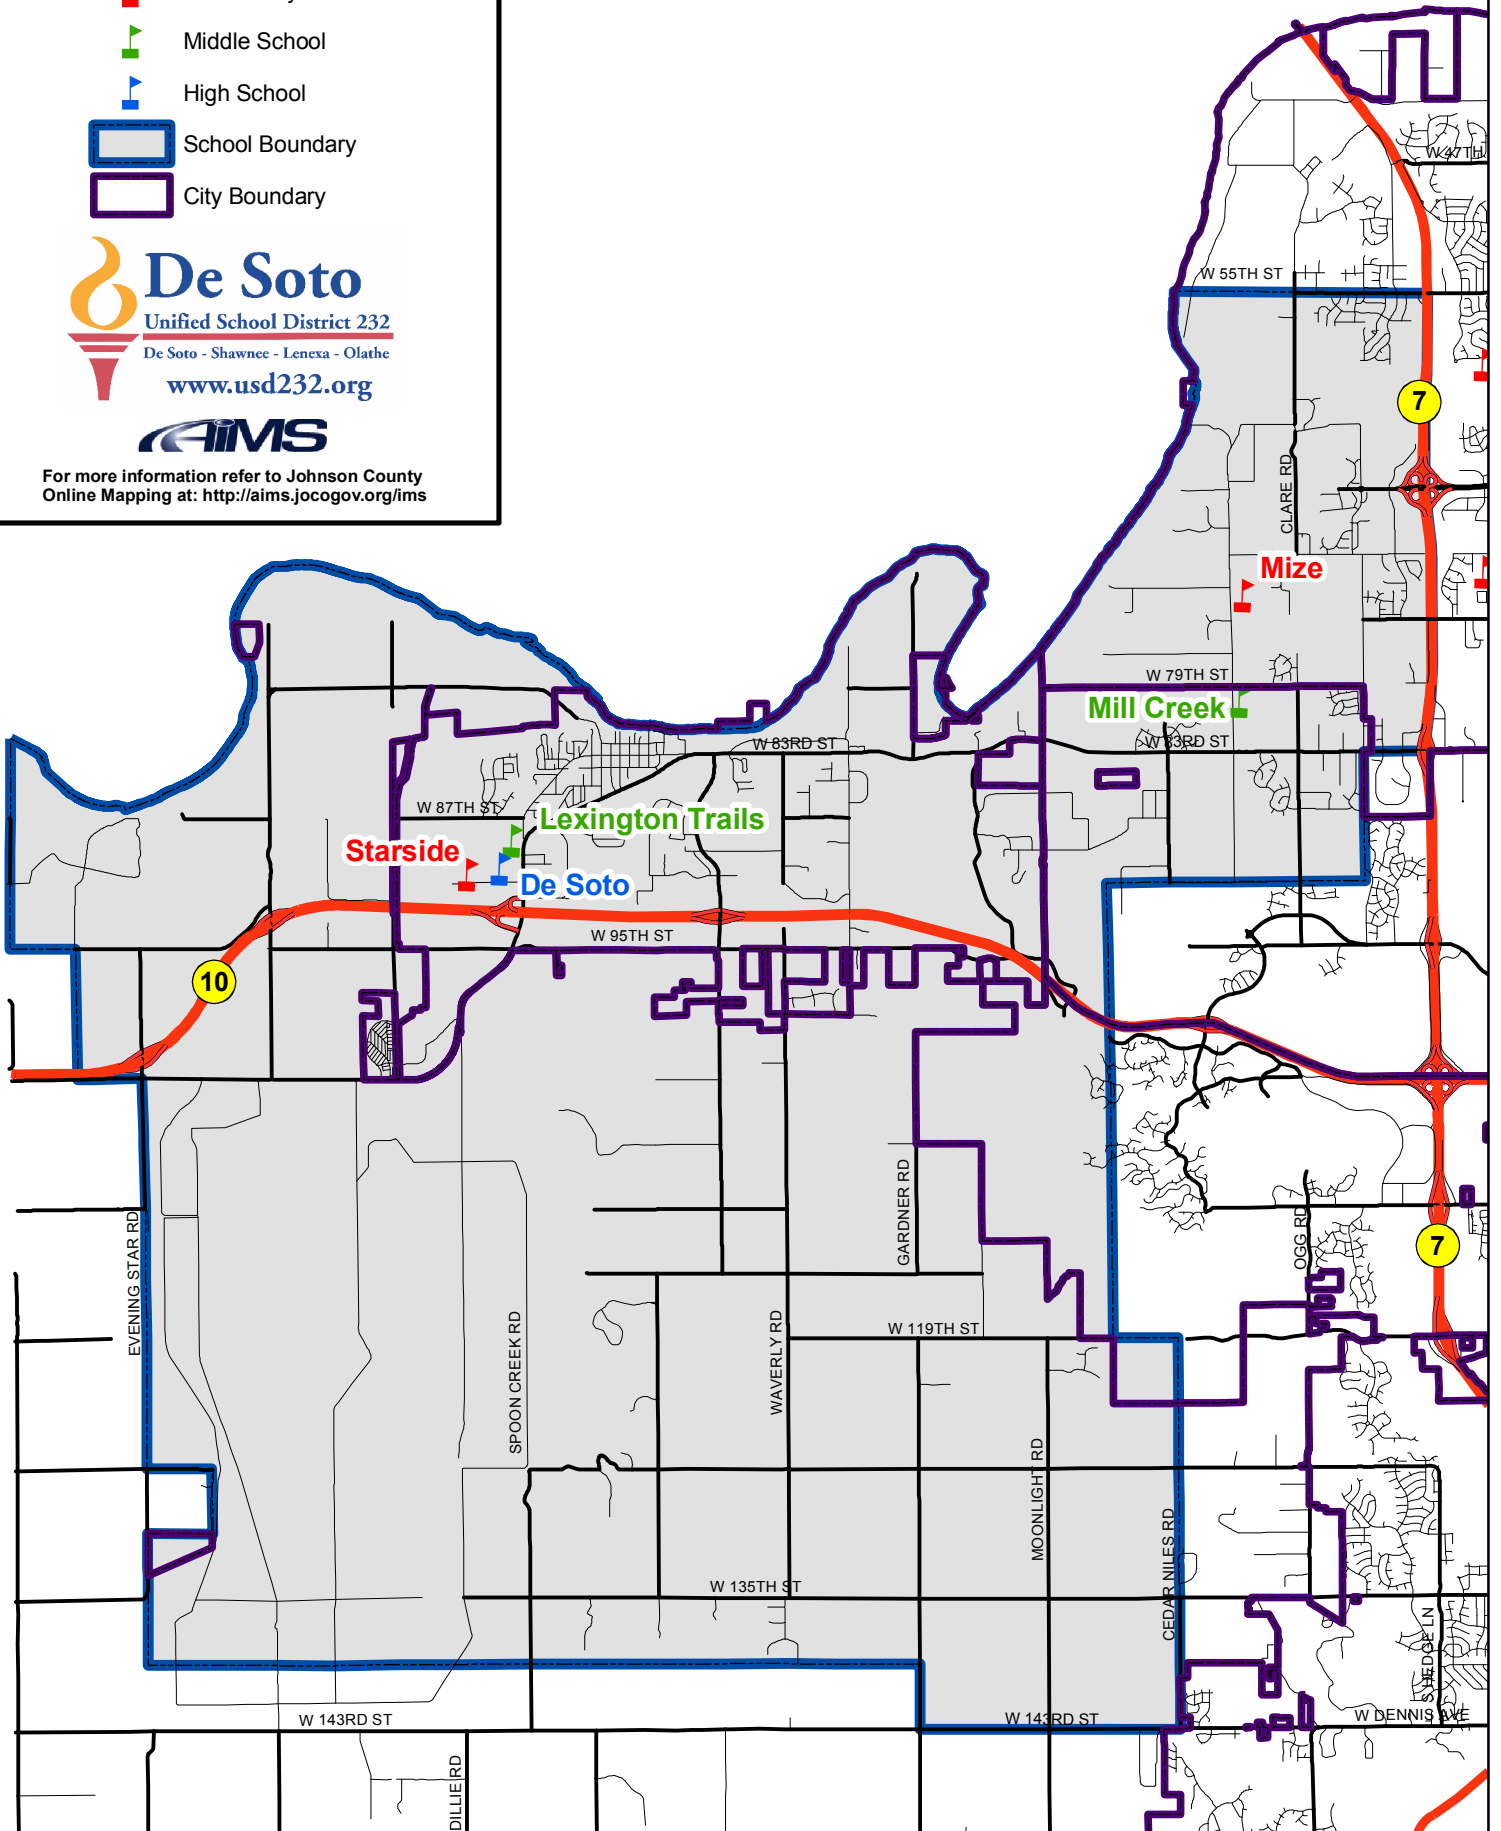 Middle School
High School
School Boundary
City Boundary
De Soto
Unified School District 232
De Soto - Shawnee - Lenexa - Olathe
www.usd232.org
AIMS
For more information refer to Johnson County
Online Mapping at: http://aims.jocogov.org/ims
W 47TH
W 55TH ST
7
CLARE RD
Mize
W 79TH ST
Mill Creek
W 83RD ST
W 83RD ST
W 87TH ST
Lexington Trails
Starside
De Soto
W 95TH ST
10
GARDNER RD
EVENING STAR RD
OGG RD
7
W 119TH ST
SPOON CREEK RD
WAVERLY RD
MOONLIGHT RD
CEDAR NILES RD
W 135TH ST
S HEDGE LN
W 143RD ST
W 143RD ST
W DENNIS AVE
DILLIE RD